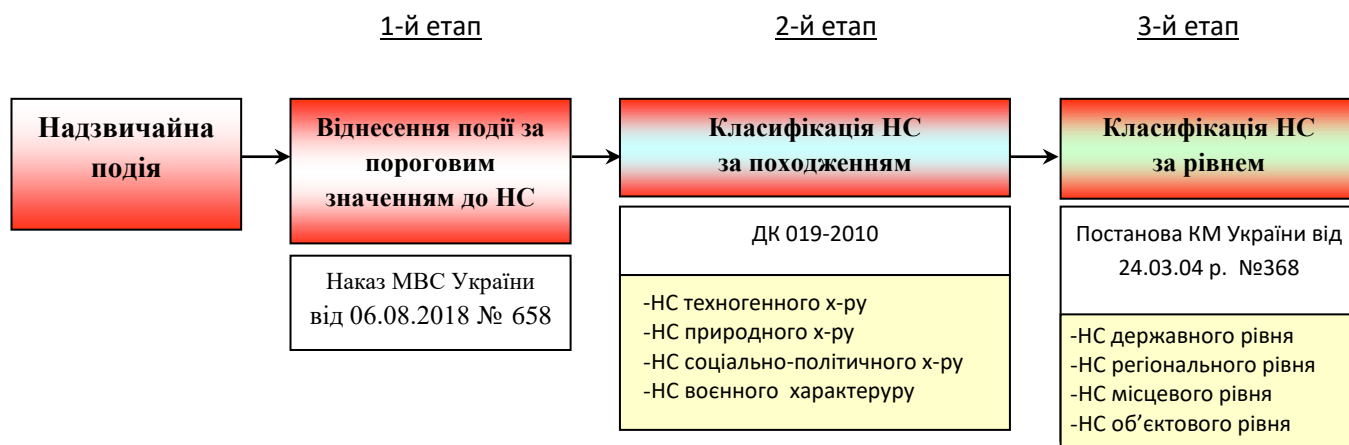 1-й етап
2-й етап
3-й етап
Надзвичайна
подія
Віднесення події за
пороговим
значенням до НС
Наказ МВС України
від 06.08.2018 № 658
Класифікація НС
за походженням
ДК 019-2010
-НС техногенного х-ру
-НС природного х-ру
-НС соціально-політичного х-ру
-НС воєнного характеруру
Класифікація НС
за рівнем
Постанова КМ України від
24.03.04 р. №368
-НС державного рівня
-НС регіонального рівня
-НС місцевого рівня
-НС об’єктового рівня